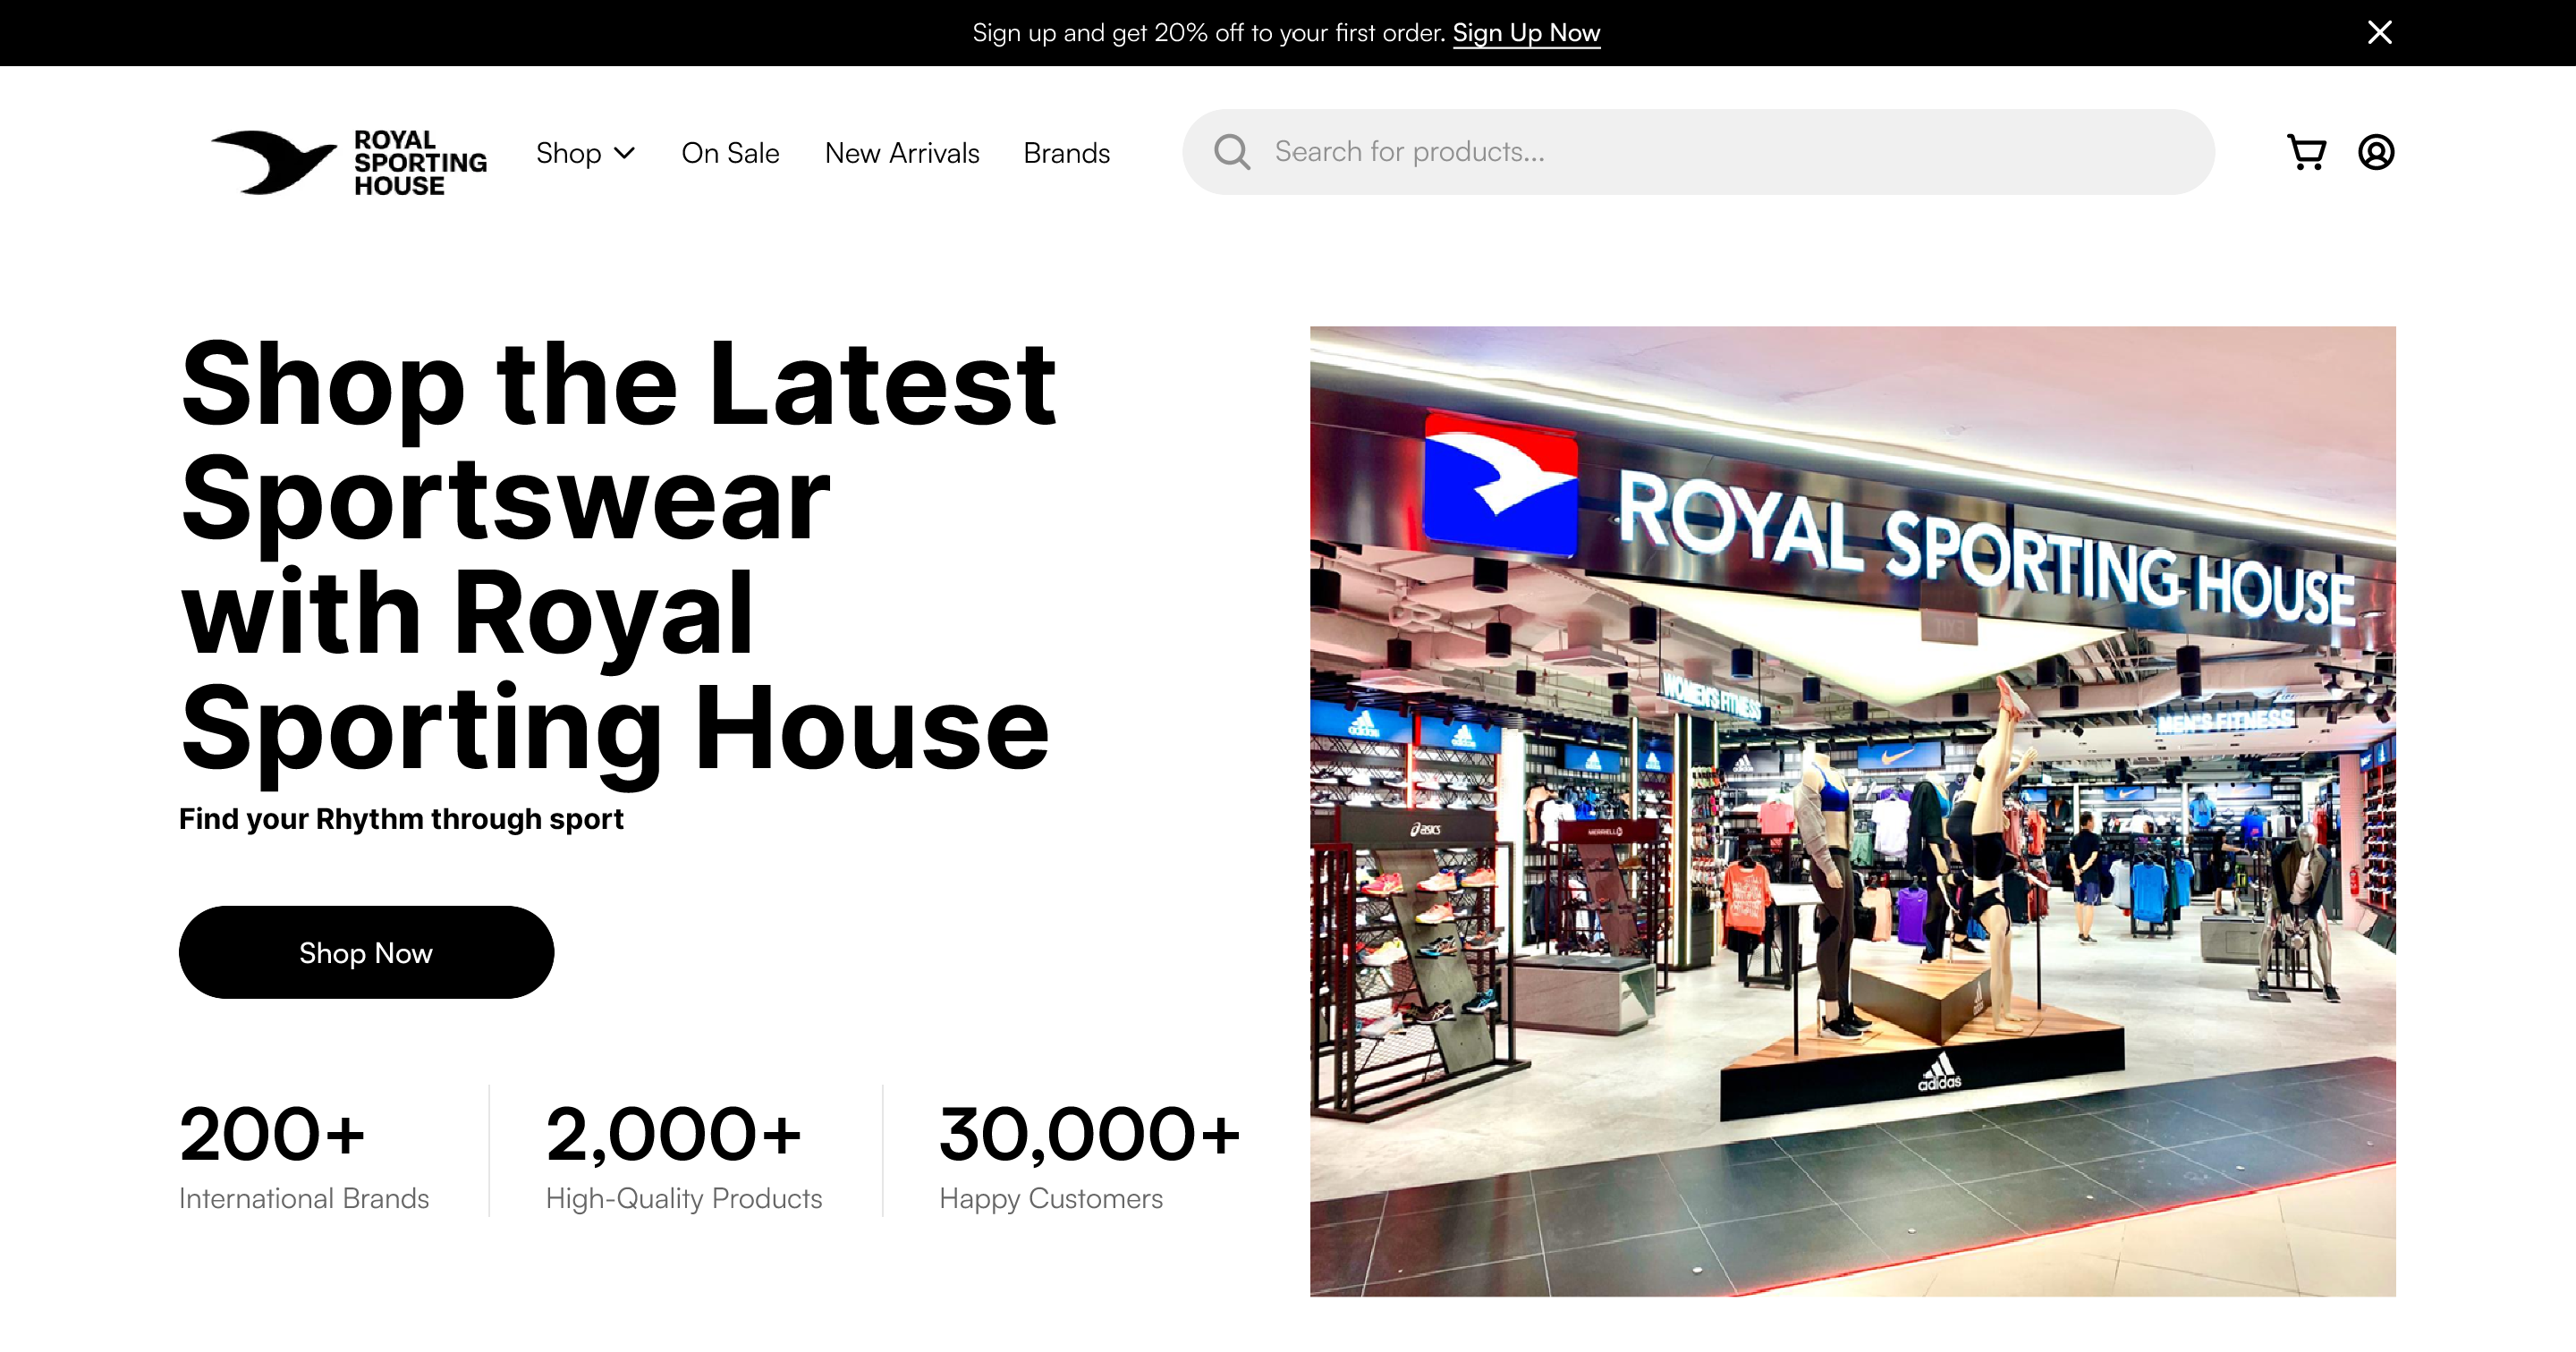 Sign up and get 20% off to your first order. Sign Up Now
ROYAL
SPORTING
HOUSE
Shop
On Sale
New Arrivals
Brands
Search for products...
Shop the Latest
Sportswear
with Royal
Sporting House
Find your Rhythm through sport
Shop Now
200+
International Brands
2,000+
High-Quality Products
30,000+
Happy Customers
ROYAL SPORTING HOUSE
EXIT
WOMEN'S FITNESS
MEN'S FITNESS
adidas
adidas
asics
MERRELL
adidas